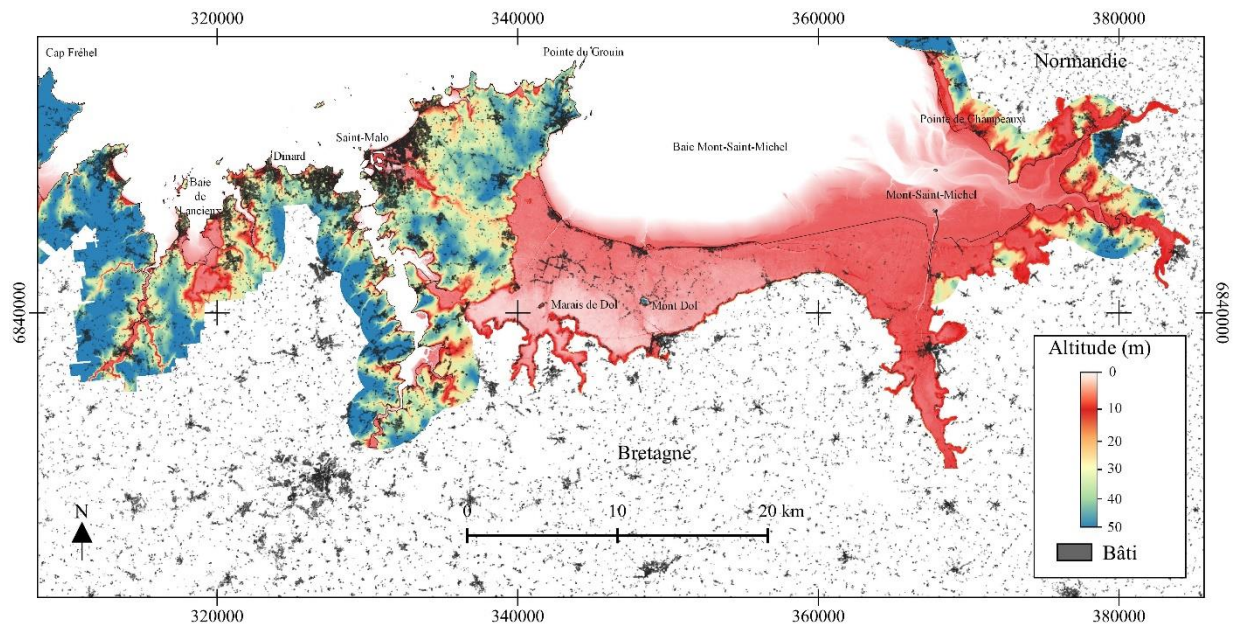 320000
340000
360000
380000
Cap Fréhel
Pointe du Grouin
Normandie
Pointe de Champeaux
Saint-Malo
Baie Mont-Saint-Michel
Dinard
Baie
de
Lancieux
Mont-Saint-Michel
6840000
Marais de Dol
Mont Dol
6840000
Altitude (m)
0
10
20
30
40
50
Bâti
Bretagne
N
0
10
20 km
320000
340000
360000
380000